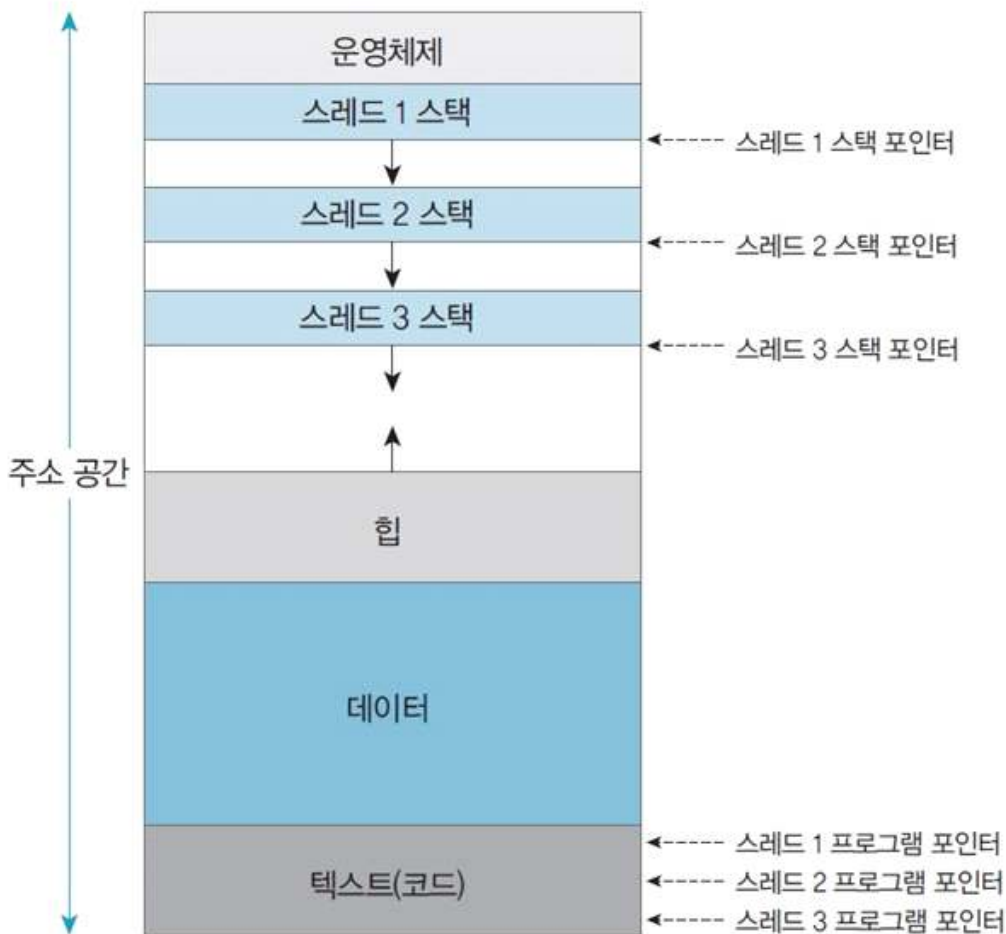 운영체제
스레드 1 스택
스레드 1 스택 포인터
스레드 2 스택
스레드 2 스택 포인터
스레드 3 스택
스레드 3 스택 포인터
주소 공간
힙
데이터
스레드 1 프로그램 포인터
텍스트(코드)
스레드 2 프로그램 포인터
스레드 3 프로그램 포인터